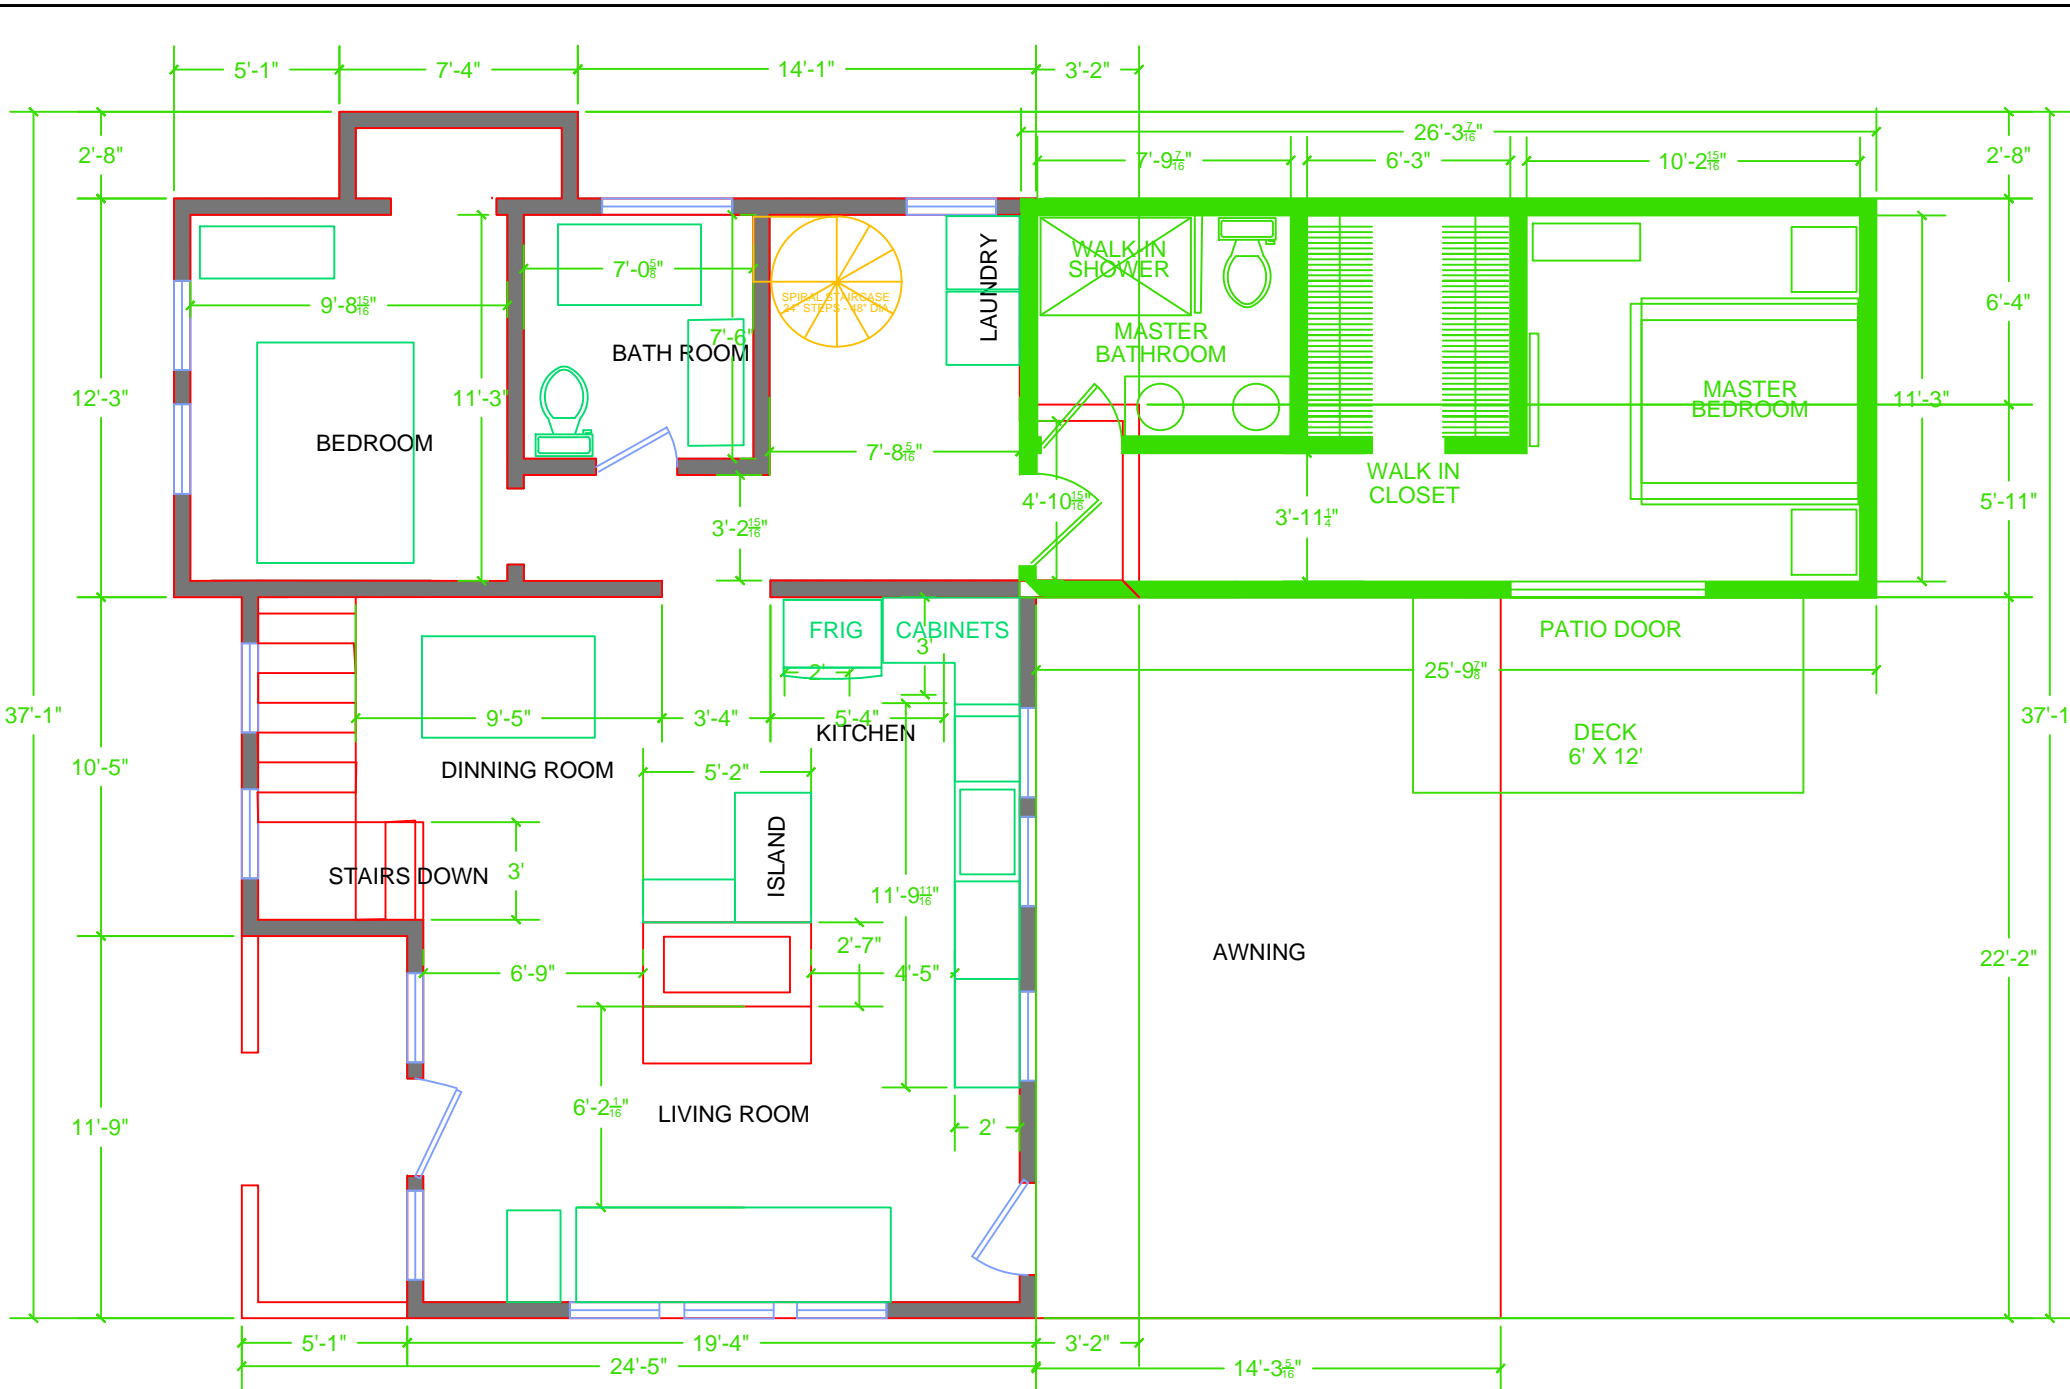 5'-1"
7'-4"
14'-1"
3'-2"
26'-3 7/16"
2'-8"
7'-9 7/16"
6'-3"
10'-2 15/16"
2'-8"
WALK IN
SHOWER
LAUNDRY
7'-0 5/8"
9'-8 15/16"
SPIRAL STAIRCASE
24" STEPS - 48" DIA
6'-4"
7'-6"
BATH ROOM
MASTER
BATHROOM
12'-3"
11'-3"
MASTER
BEDROOM
11'-3"
BEDROOM
7'-8 5/16"
WALK IN
CLOSET
4'-10 15/16"
3'-11 1/4"
5'-11"
3'-2 15/16"
FRIG
CABINETS
3'
PATIO DOOR
2'
25'-9 7/8"
37'-1"
9'-5"
3'-4"
5'-4"
37'-1
KITCHEN
DECK
6' X 12'
10'-5"
DINNING ROOM
5'-2"
ISLAND
STAIRS DOWN
3'
11'-9 11/16"
2'-7"
AWNING
22'-2"
6'-9"
4'-5"
6'-2 1/16"
LIVING ROOM
11'-9"
2'
5'-1"
19'-4"
3'-2"
24'-5"
14'-3 5/16"